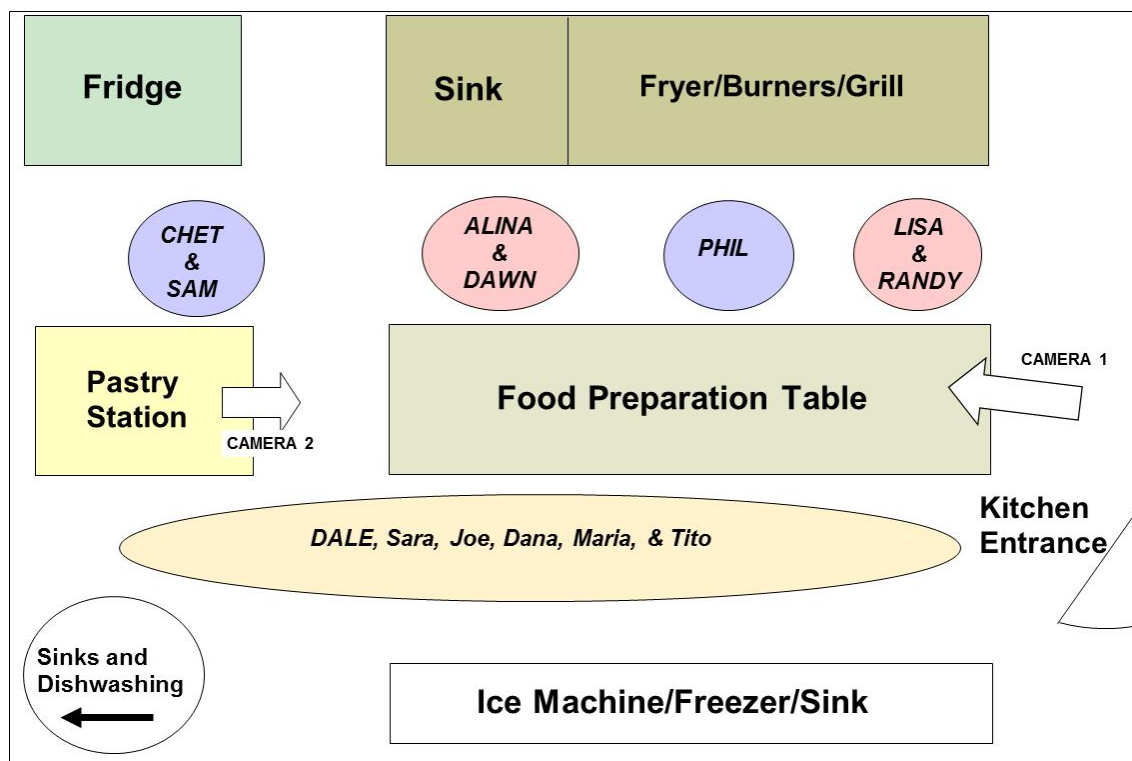 Fridge
Sink
Fryer/Burners/Grill
CHET
&
SAM
ALINA
&
DAWN
PHIL
LISA
&
RANDY
Pastry
Station
CAMERA 2
Food Preparation Table
CAMERA 1
Kitchen
Entrance
DALE, Sara, Joe, Dana, Maria, & Tito
Sinks and
Dishwashing
Ice Machine/Freezer/Sink